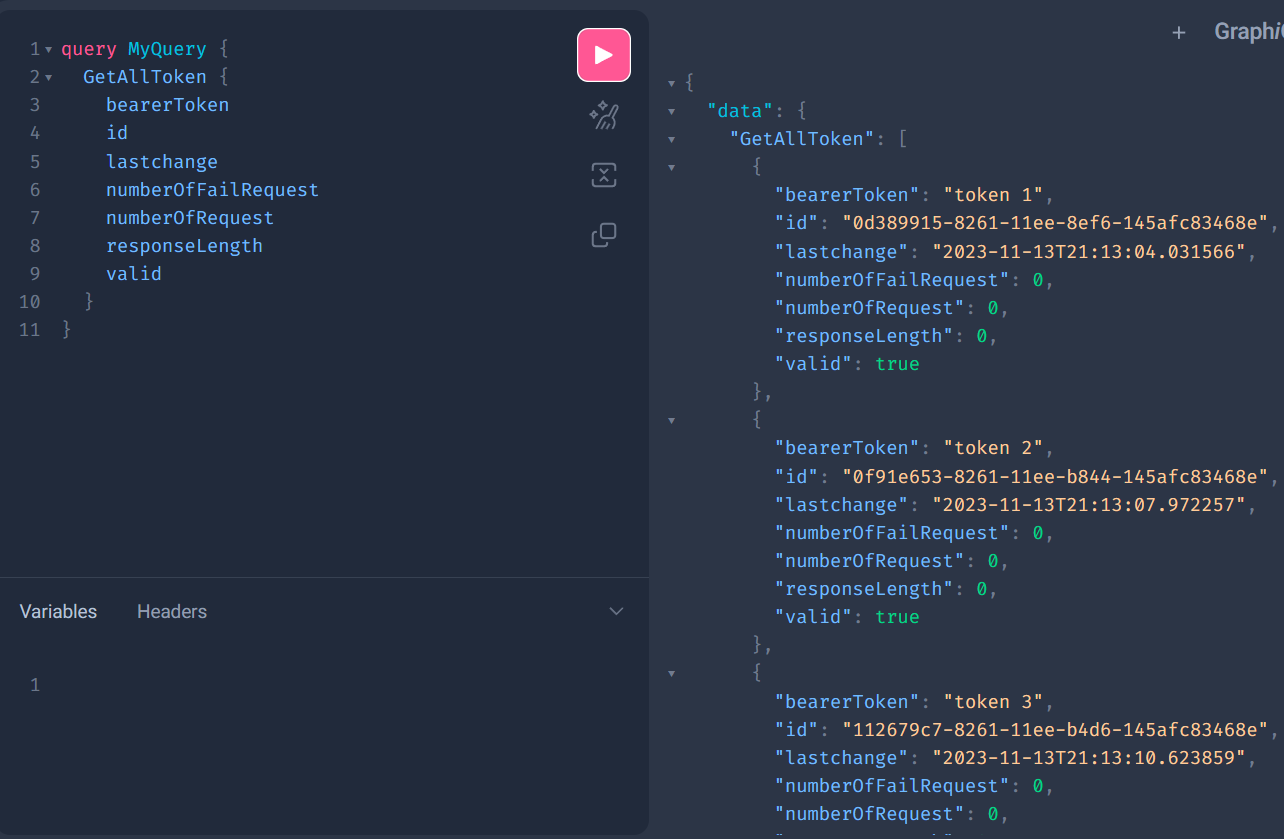 1 query MyQuery {
2 GetAllToken {
3 bearerToken
4 id
5 lastchange
6 numberOfFailRequest
7 numberOfRequest
8 responseLength
9 valid
10 }
11 }
Variables Headers
1
+ Graphi
{
"data": {
"GetAllToken": [
{
"bearerToken": "token 1",
"id": "0d389915-8261-11ee-8ef6-145afc83468e",
"lastchange": "2023-11-13T21:13:04.031566",
"numberOfFailRequest": 0,
"numberOfRequest": 0,
"responseLength": 0,
"valid": true
},
{
"bearerToken": "token 2",
"id": "0f91e653-8261-11ee-b844-145afc83468e",
"lastchange": "2023-11-13T21:13:07.972257",
"numberOfFailRequest": 0,
"numberOfRequest": 0,
"responseLength": 0,
"valid": true
},
{
"bearerToken": "token 3",
"id": "112679c7-8261-11ee-b4d6-145afc83468e",
"lastchange": "2023-11-13T21:13:10.623859",
"numberOfFailRequest": 0,
"numberOfRequest": 0,